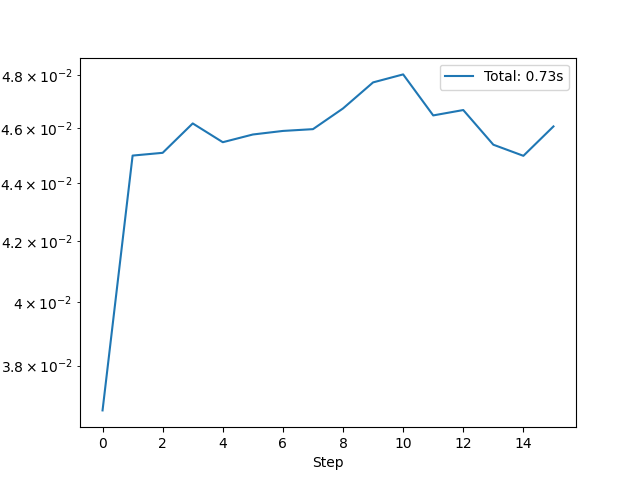 Total: 0.73s
4.8 × 10⁻²
4.6 × 10⁻²
4.4 × 10⁻²
4.2 × 10⁻²
4 × 10⁻²
3.8 × 10⁻²
0 2 4 6 8 10 12 14
Step